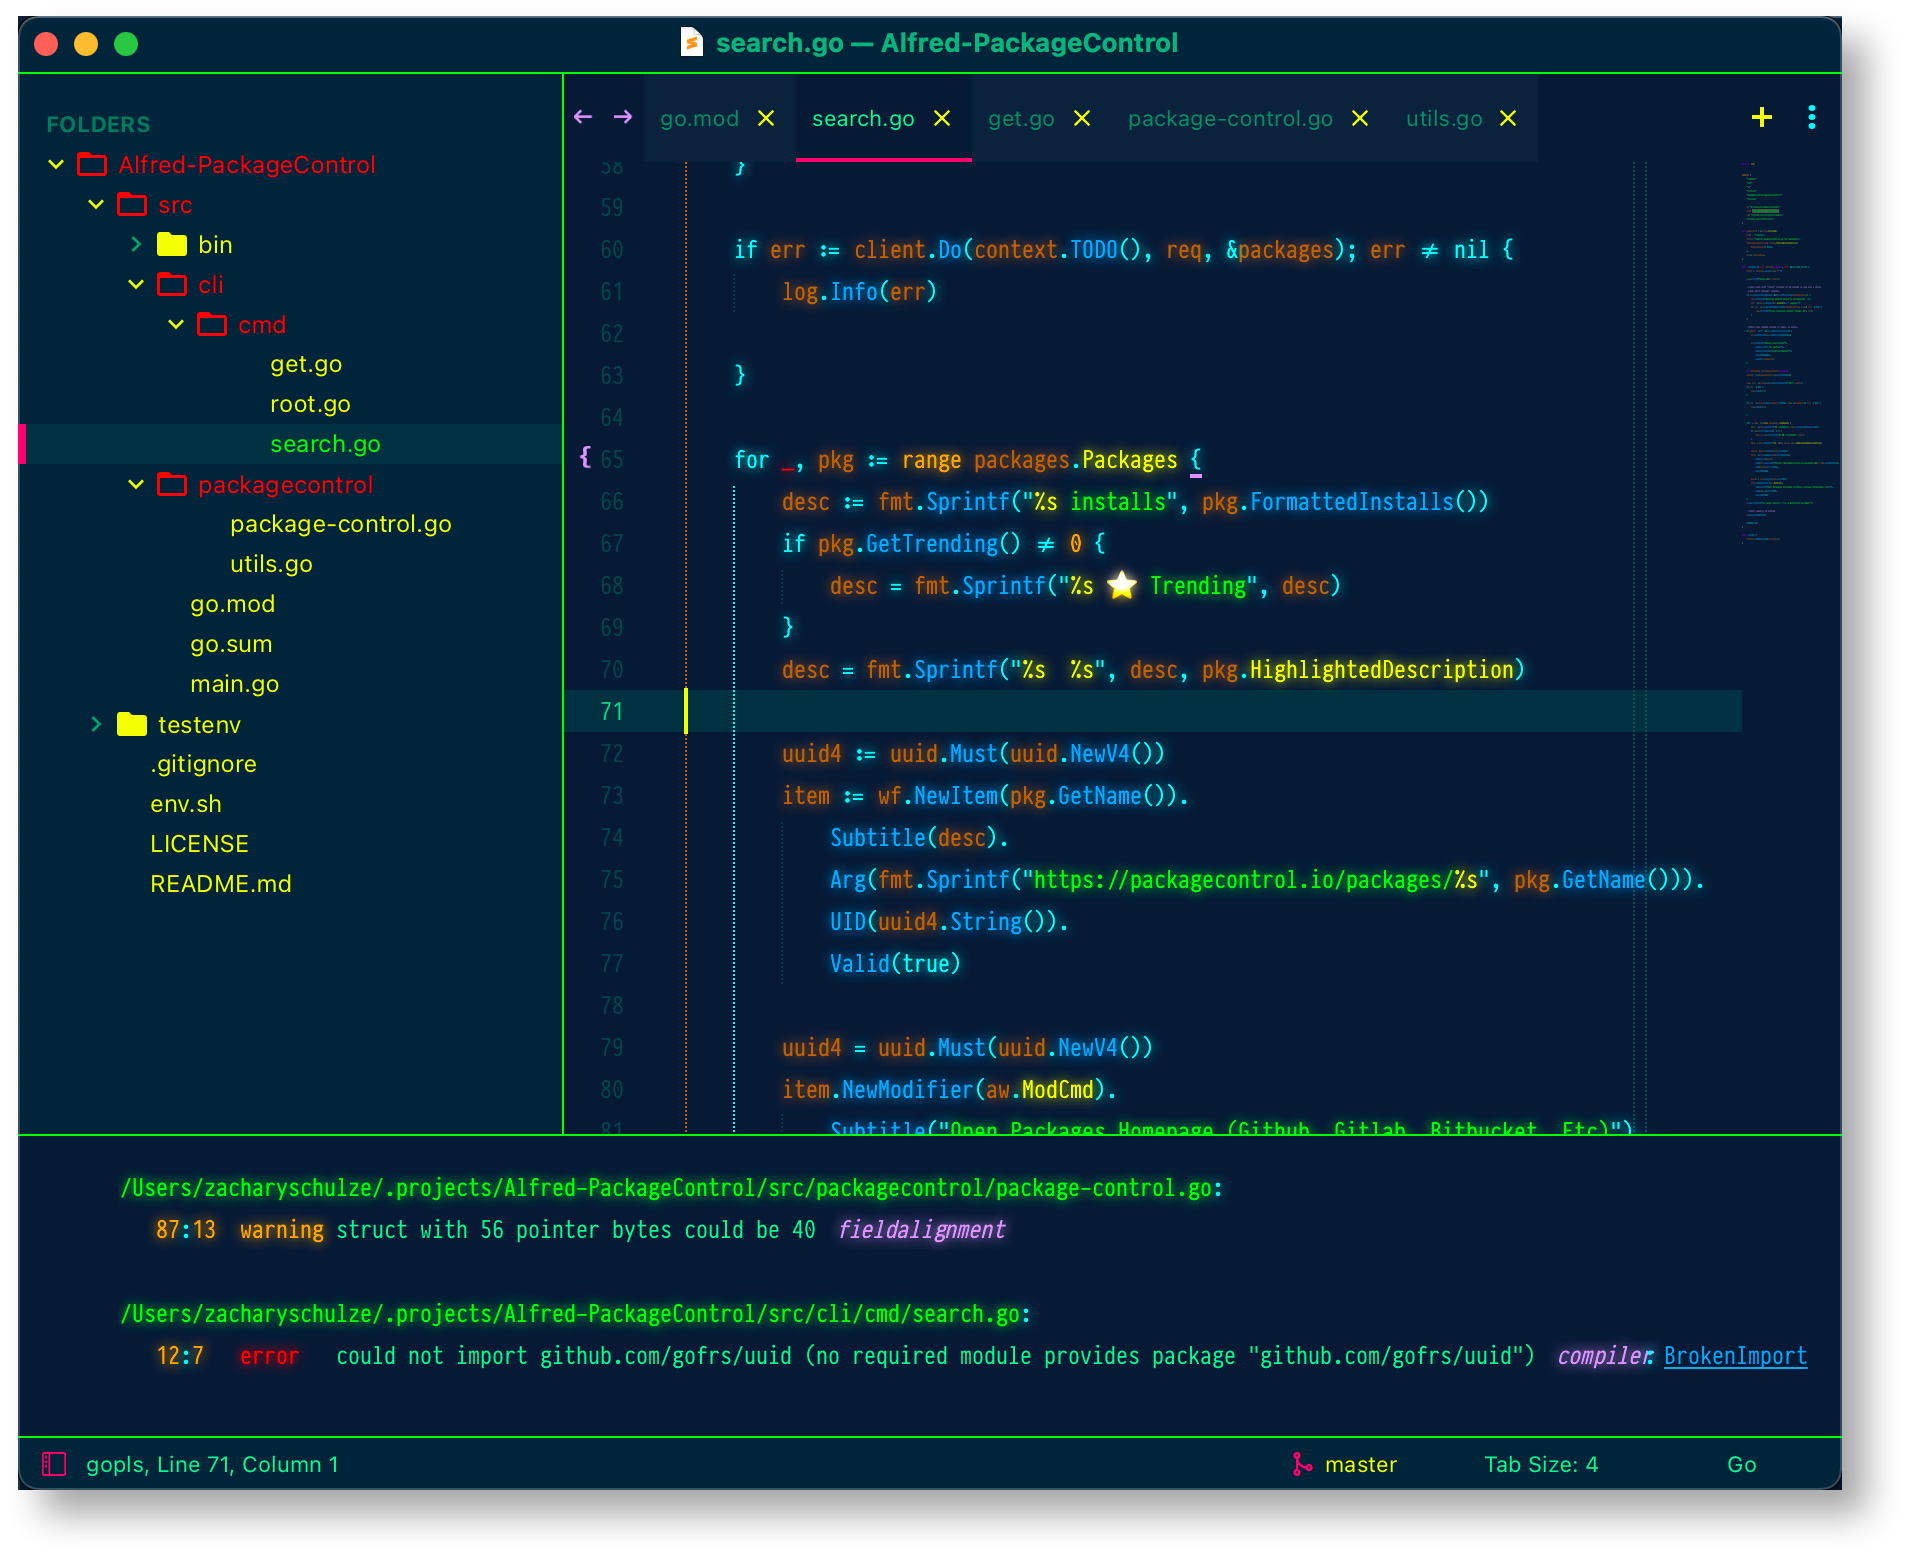 search.go — Alfred-PackageControl
FOLDERS
Alfred-PackageControl
src
bin
cli
cmd
get.go
root.go
search.go
packagecontrol
package-control.go
utils.go
go.mod
go.sum
main.go
testenv
.gitignore
env.sh
LICENSE
README.md
go.mod search.go get.go package-control.go utils.go
58 }
59
60 if err := client.Do(context.TODO(), req, &packages); err ≠ nil {
61 log.Info(err)
62
63 }
64
{ 65 for _, pkg := range packages.Packages {
66 desc := fmt.Sprintf("%s installs", pkg.FormattedInstalls())
67 if pkg.GetTrending() ≠ 0 {
68 desc = fmt.Sprintf("%s ⭐ Trending", desc)
69 }
70 desc = fmt.Sprintf("%s  %s", desc, pkg.HighlightedDescription)
71
72 uuid4 := uuid.Must(uuid.NewV4())
73 item := wf.NewItem(pkg.GetName()).
74 Subtitle(desc).
75 Arg(fmt.Sprintf("https://packagecontrol.io/packages/%s", pkg.GetName())).
76 UID(uuid4.String()).
77 Valid(true)
78
79 uuid4 = uuid.Must(uuid.NewV4())
80 item.NewModifier(aw.ModCmd).
81 Subtitle("Open Packages Homepage (Github, Gitlab, Bitbucket, Etc)")
/Users/zacharyschulze/.projects/Alfred-PackageControl/src/packagecontrol/package-control.go:
87:13 warning struct with 56 pointer bytes could be 40 fieldalignment
/Users/zacharyschulze/.projects/Alfred-PackageControl/src/cli/cmd/search.go:
12:7 error could not import github.com/gofrs/uuid (no required module provides package "github.com/gofrs/uuid") compiler: BrokenImport
gopls, Line 71, Column 1 master Tab Size: 4 Go